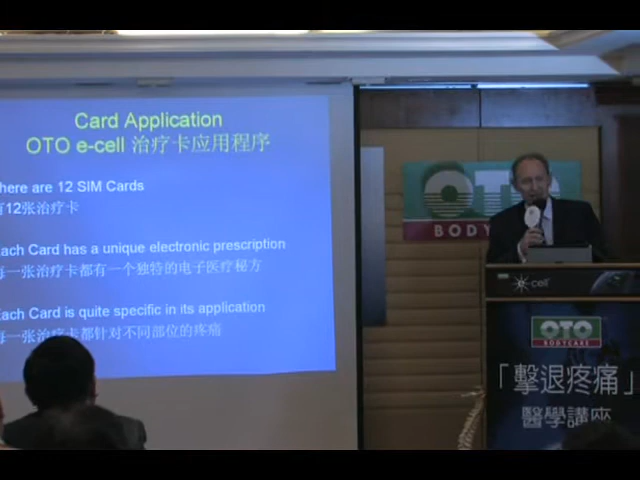 Card Application
OTO e-cell 治疗卡应用程序
here are 12 SIM Cards
12张治疗卡
ach Card has a unique electronic prescription
一张治疗卡都有一个独特的电子医疗秘方
ach Card is quite specific in its application
一张治疗卡都针对不同部位的疼痛
OTO
BODY
e-cell
OTO
BODYCARE
「擊退疼痛」
醫學講座